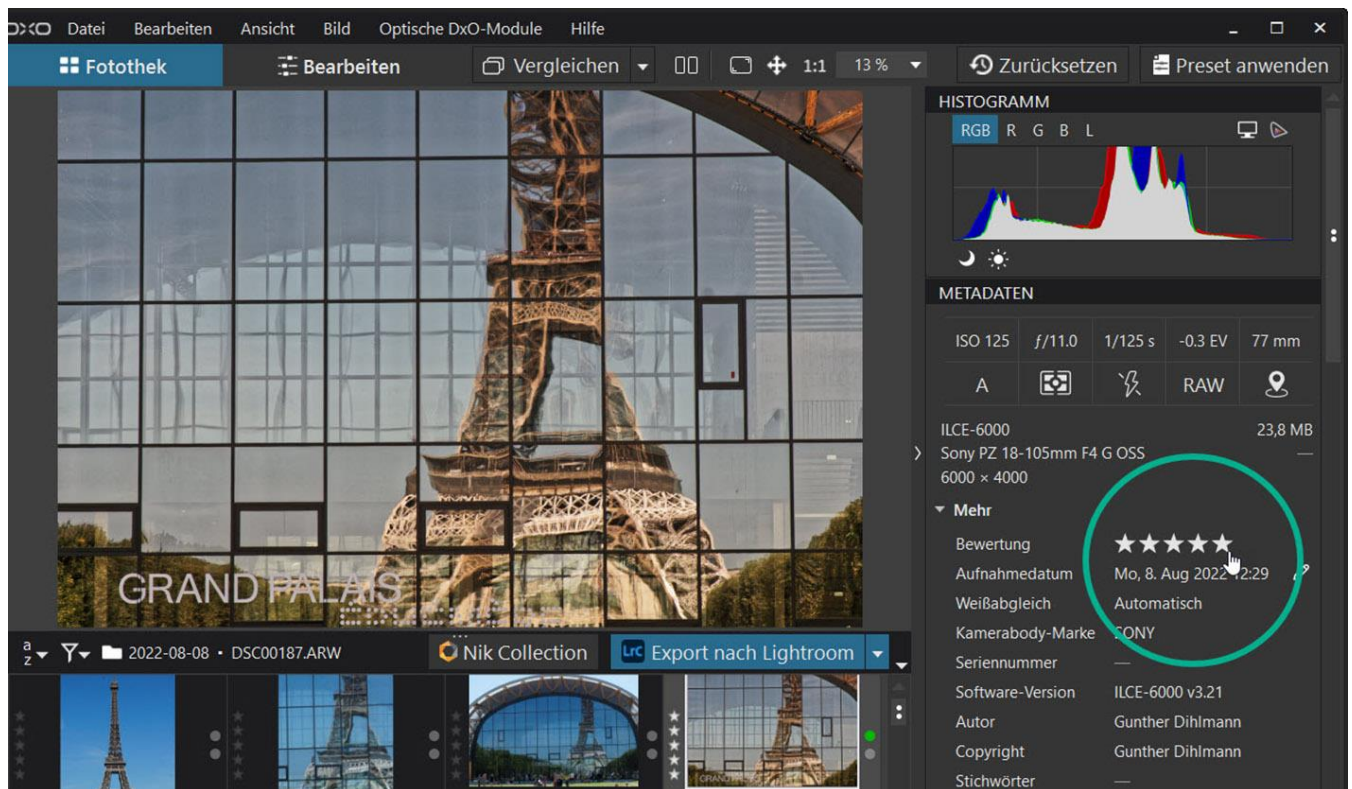 DXO Datei Bearbeiten Ansicht Bild Optische DxO-Module Hilfe
Fotothek Bearbeiten Vergleichen 1:1 13 % Zurücksetzen Preset anwenden
HISTOGRAMM
RGB R G B L
METADATEN
ISO 125 ƒ/11.0 1/125 s -0.3 EV 77 mm
A RAW
ILCE-6000 23,8 MB
Sony PZ 18-105mm F4 G OSS —
6000 × 4000
Mehr
Bewertung ★★★★★
Aufnahmedatum Mo, 8. Aug 2022 12:29
Weißabgleich Automatisch
Kamerabody-Marke SONY
Seriennummer —
Software-Version ILCE-6000 v3.21
Autor Gunther Dihlmann
Copyright Gunther Dihlmann
Stichwörter —
GRAND PALAIS
a z 2022-08-08 • DSC00187.ARW Nik Collection LrC Export nach Lightroom
GRAND PALAIS